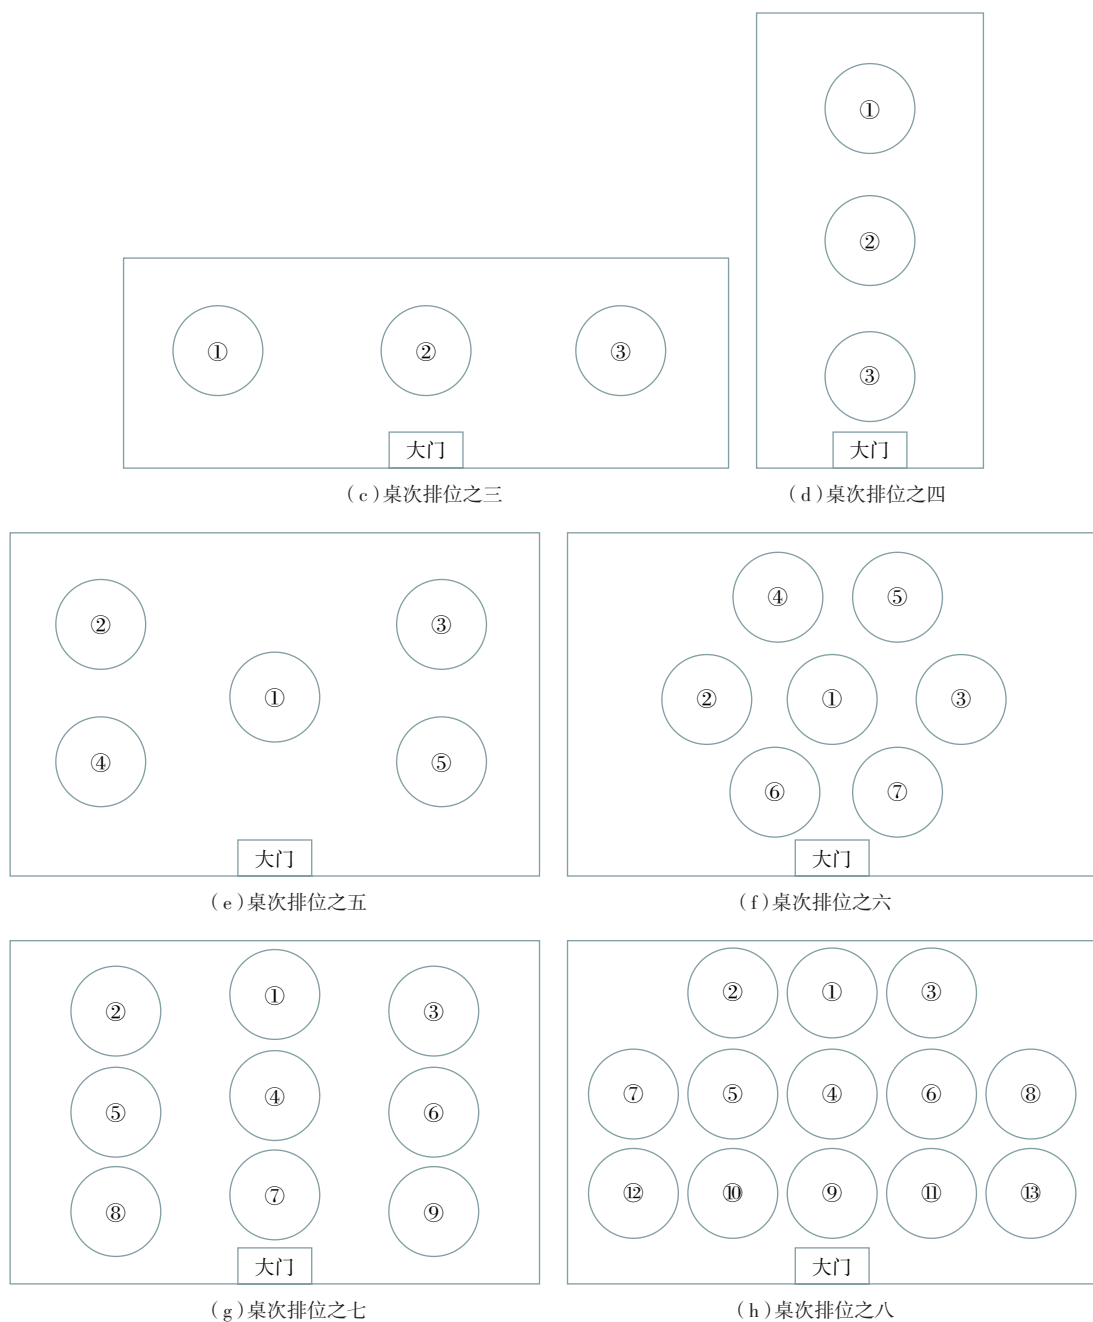 ①
②
③
大门
(c)桌次排位之三
①
②
③
大门
(d)桌次排位之四
② ③
①
④ ⑤
大门
(e)桌次排位之五
④ ⑤
② ① ③
⑥ ⑦
大门
(f)桌次排位之六
② ① ③
⑤ ④ ⑥
⑧ ⑦ ⑨
大门
(g)桌次排位之七
② ① ③
⑦ ⑤ ④ ⑥ ⑧
⑫ ⑩ ⑨ ⑪ ⑬
大门
(h)桌次排位之八